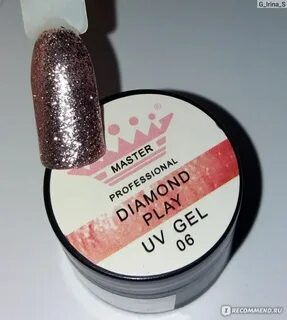 G_Irina_S
MASTER
PROFESSIONAL
DIAMOND
PLAY
UV GEL
06
IRECOMMEND.RU